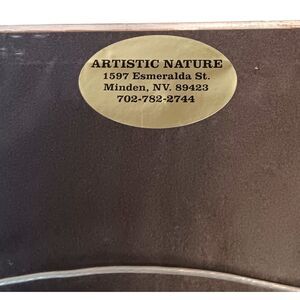 ARTISTIC NATURE
1597 Esmeralda St.
Minden, NV. 89423
702-782-2744